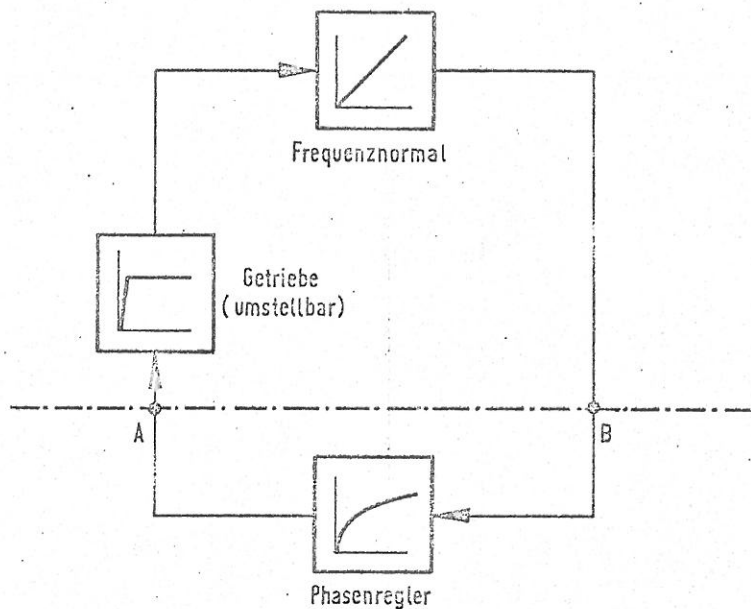 Frequenznormal
Getriebe
(umstellbar)
A
B
Phasenregler